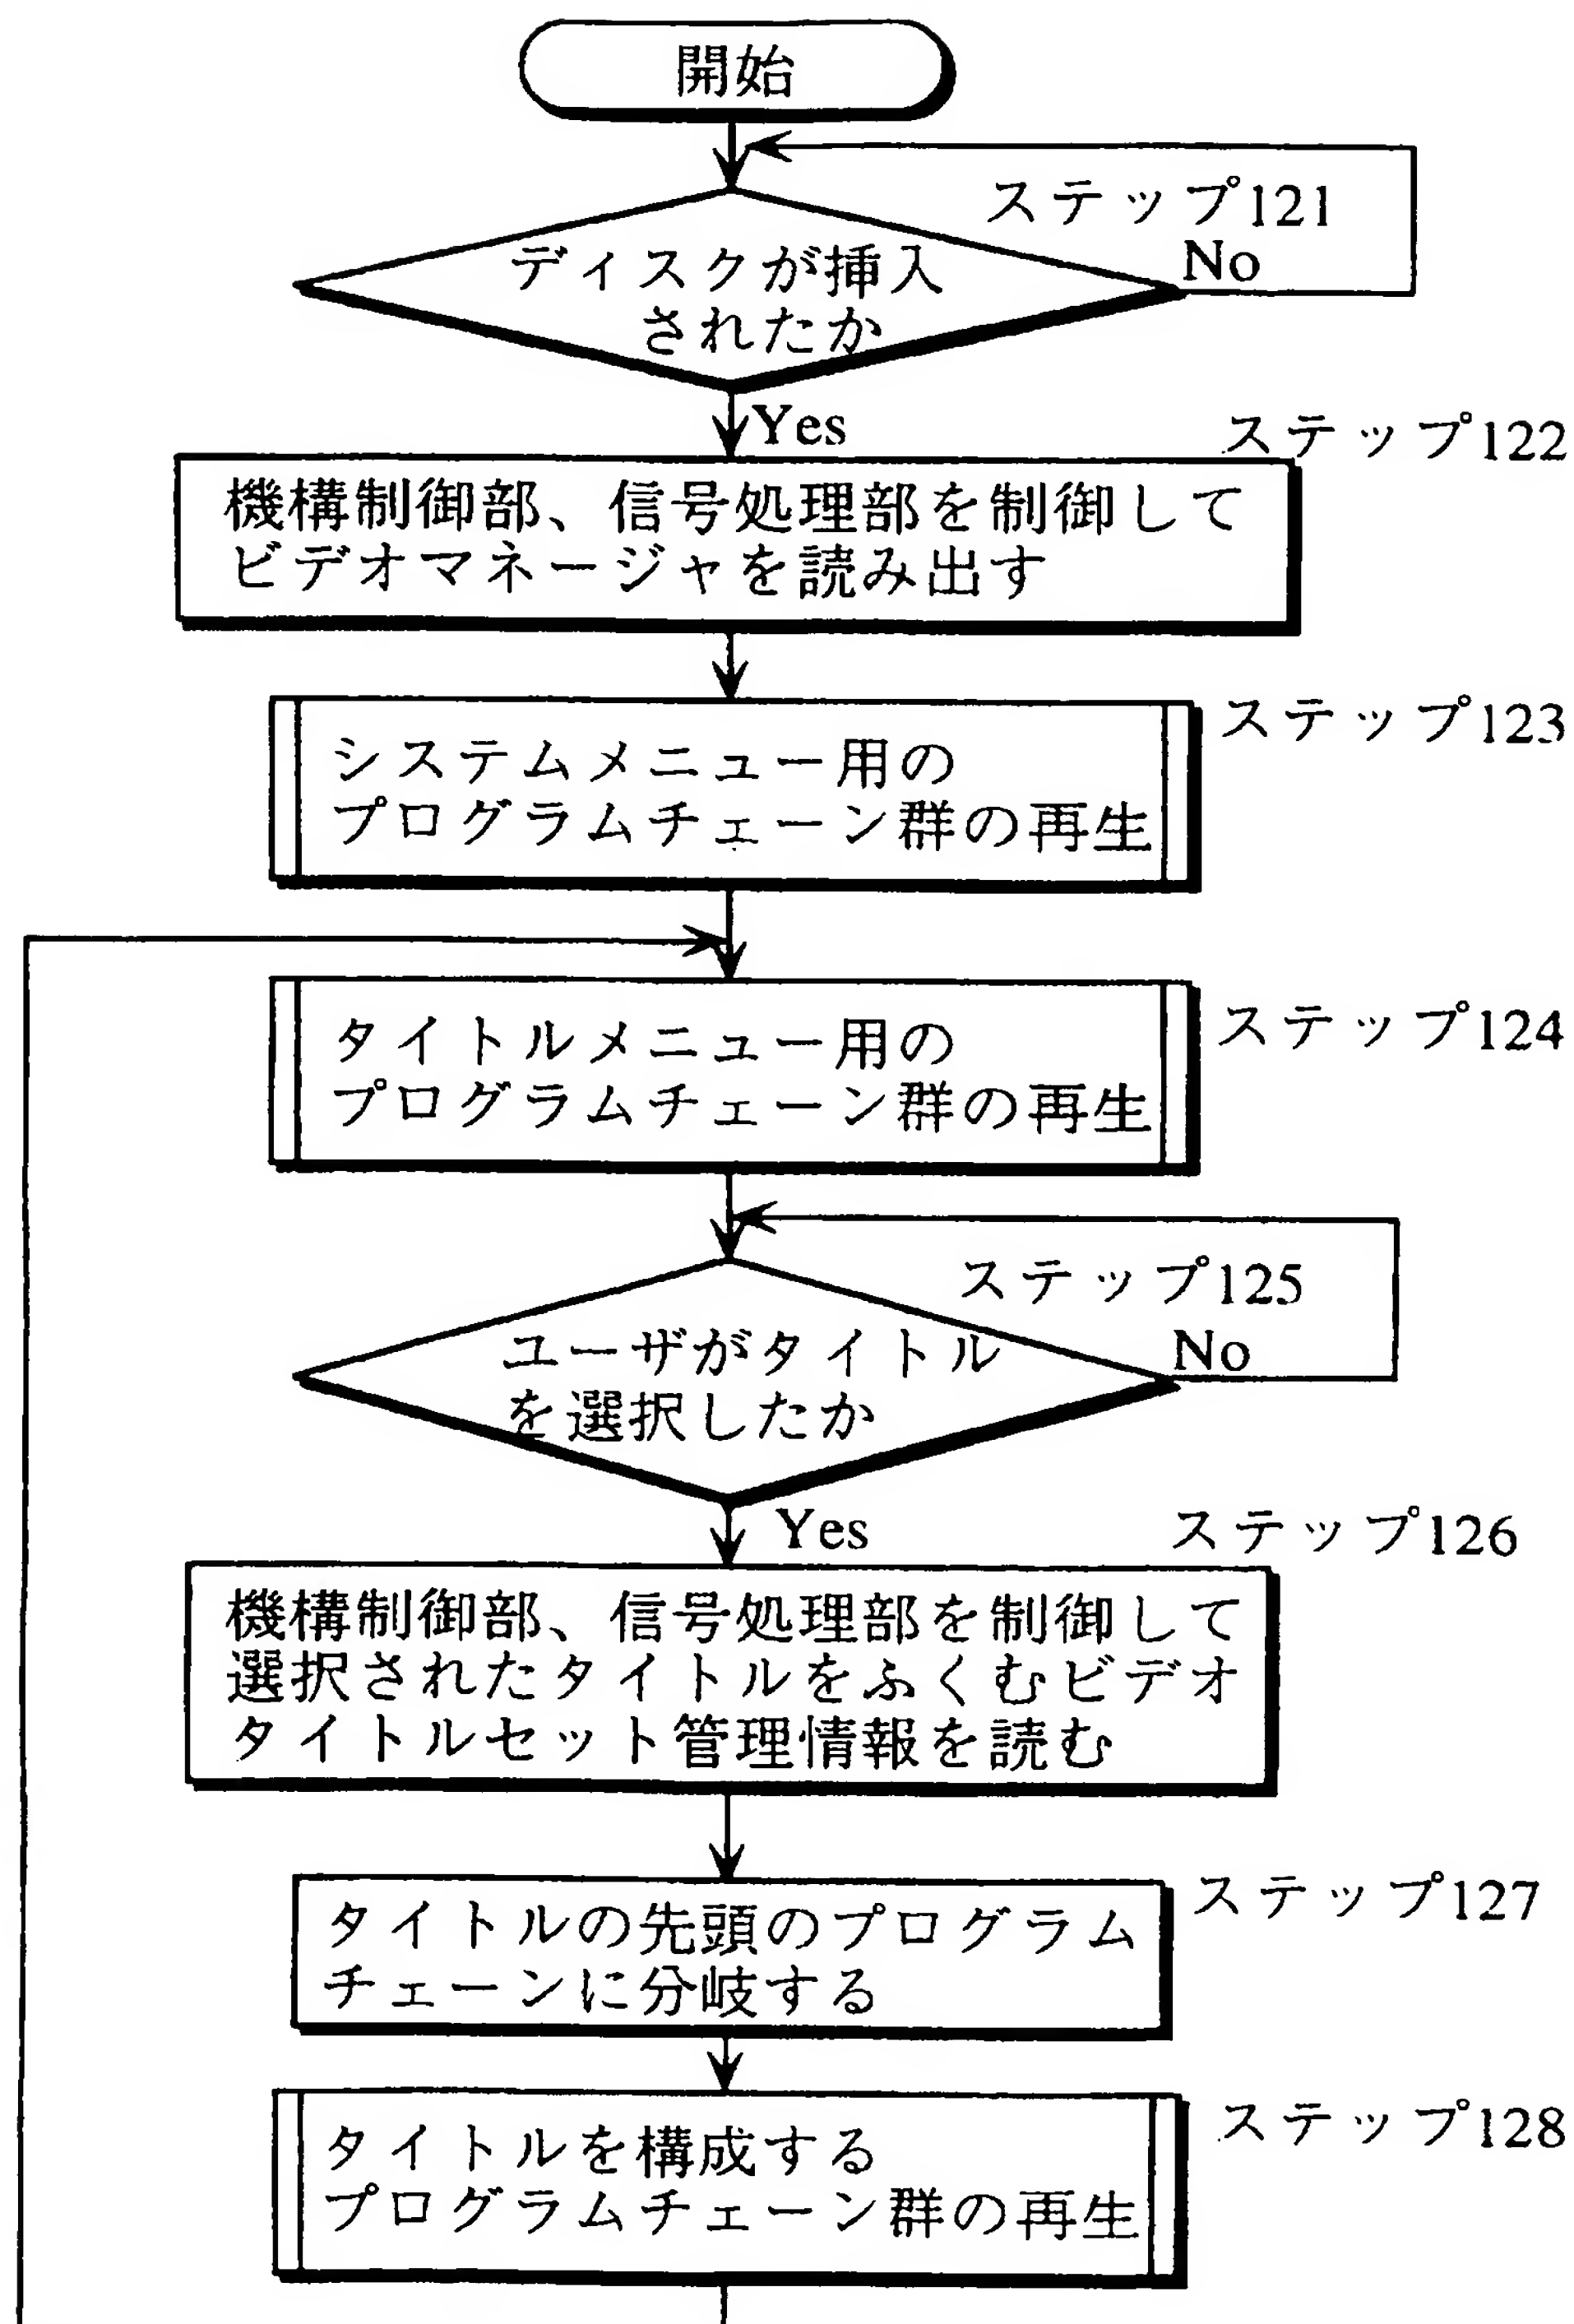 開始
ステップ121
No
ディスクが挿入
されたか
Yes
ステップ122
機構制御部、信号処理部を制御して
ビデオマネージャを読み出す
ステップ123
システムメニュー用の
プログラムチェーン群の再生
ステップ124
タイトルメニュー用の
プログラムチェーン群の再生
ステップ125
No
ユーザがタイトル
を選択したか
Yes
ステップ126
機構制御部、信号処理部を制御して
選択されたタイトルをふくむビデオ
タイトルセット管理情報を読む
ステップ127
タイトルの先頭のプログラム
チェーンに分岐する
ステップ128
タイトルを構成する
プログラムチェーン群の再生